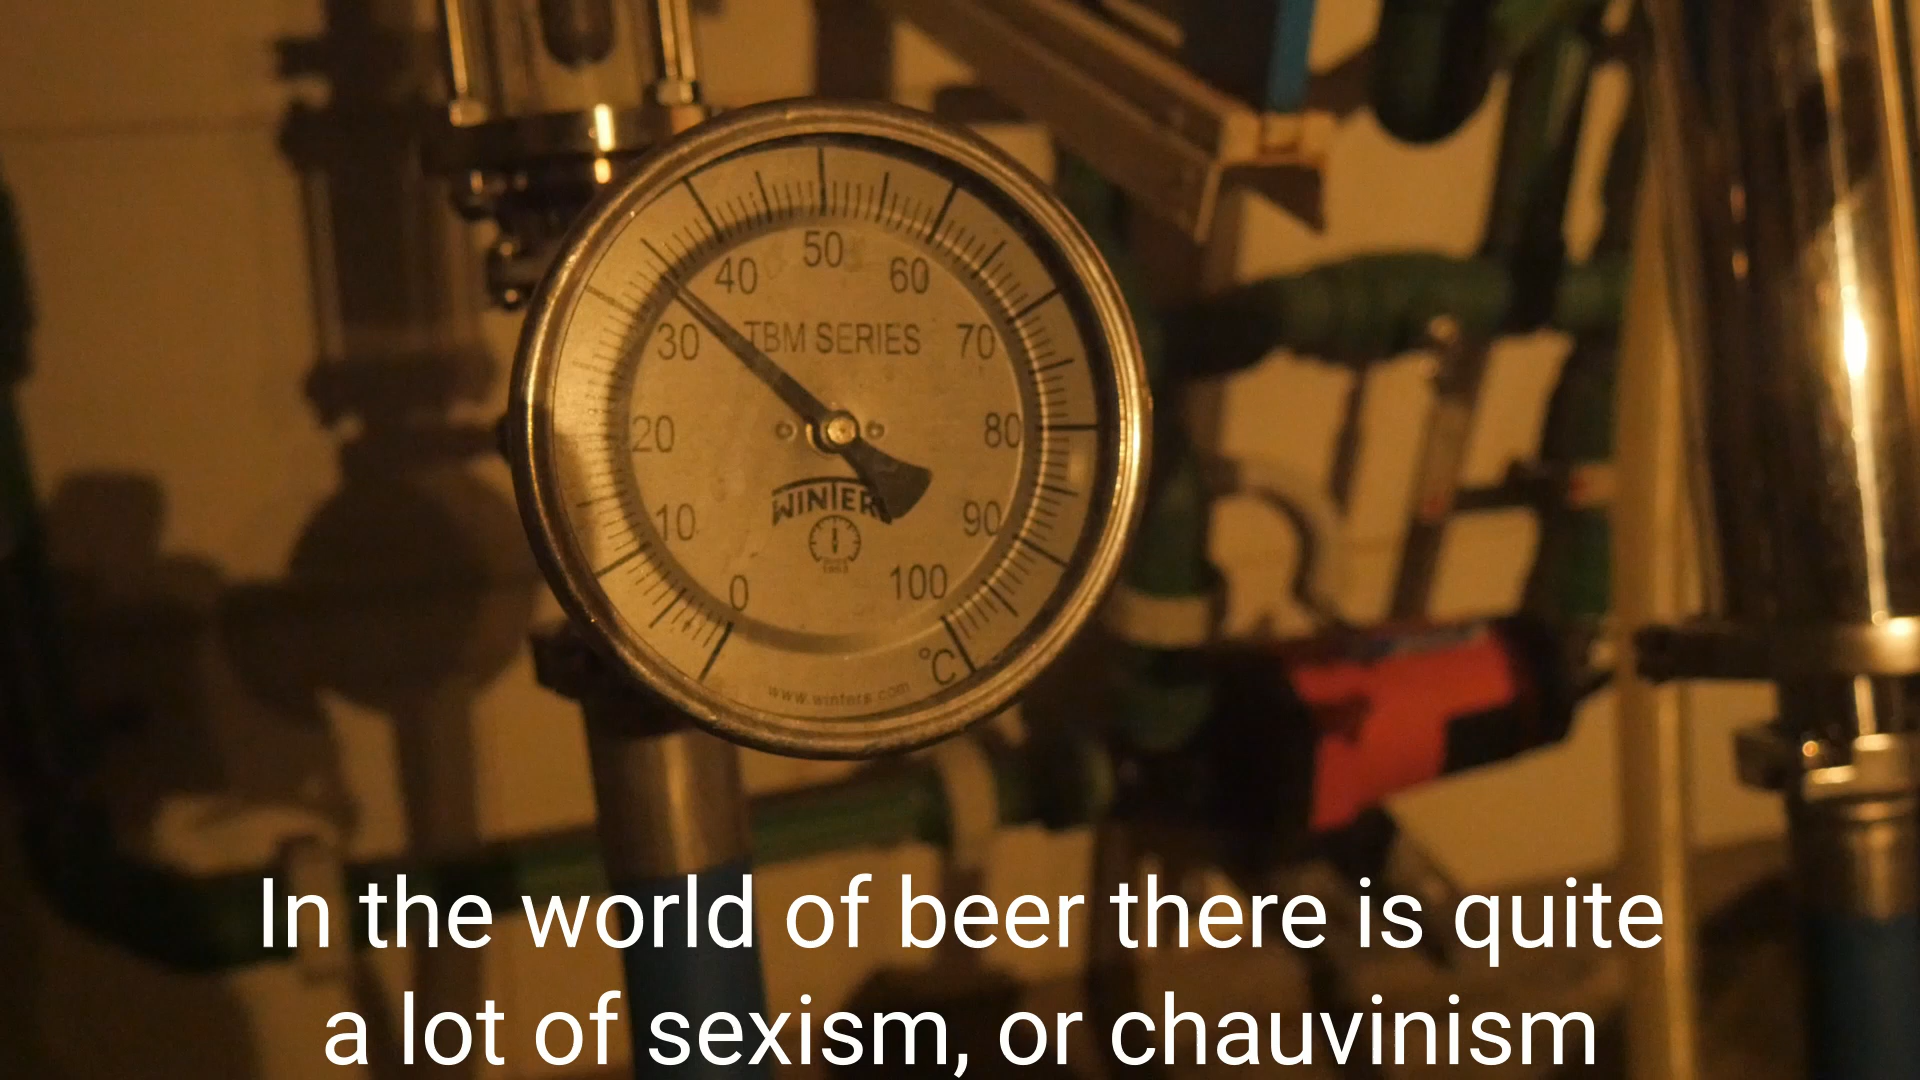 50
40
60
30
TBM SERIES
70
20
80
WINTERS
10
90
0
100
°C
www.winters.com
In the world of beer there is quite
a lot of sexism, or chauvinism